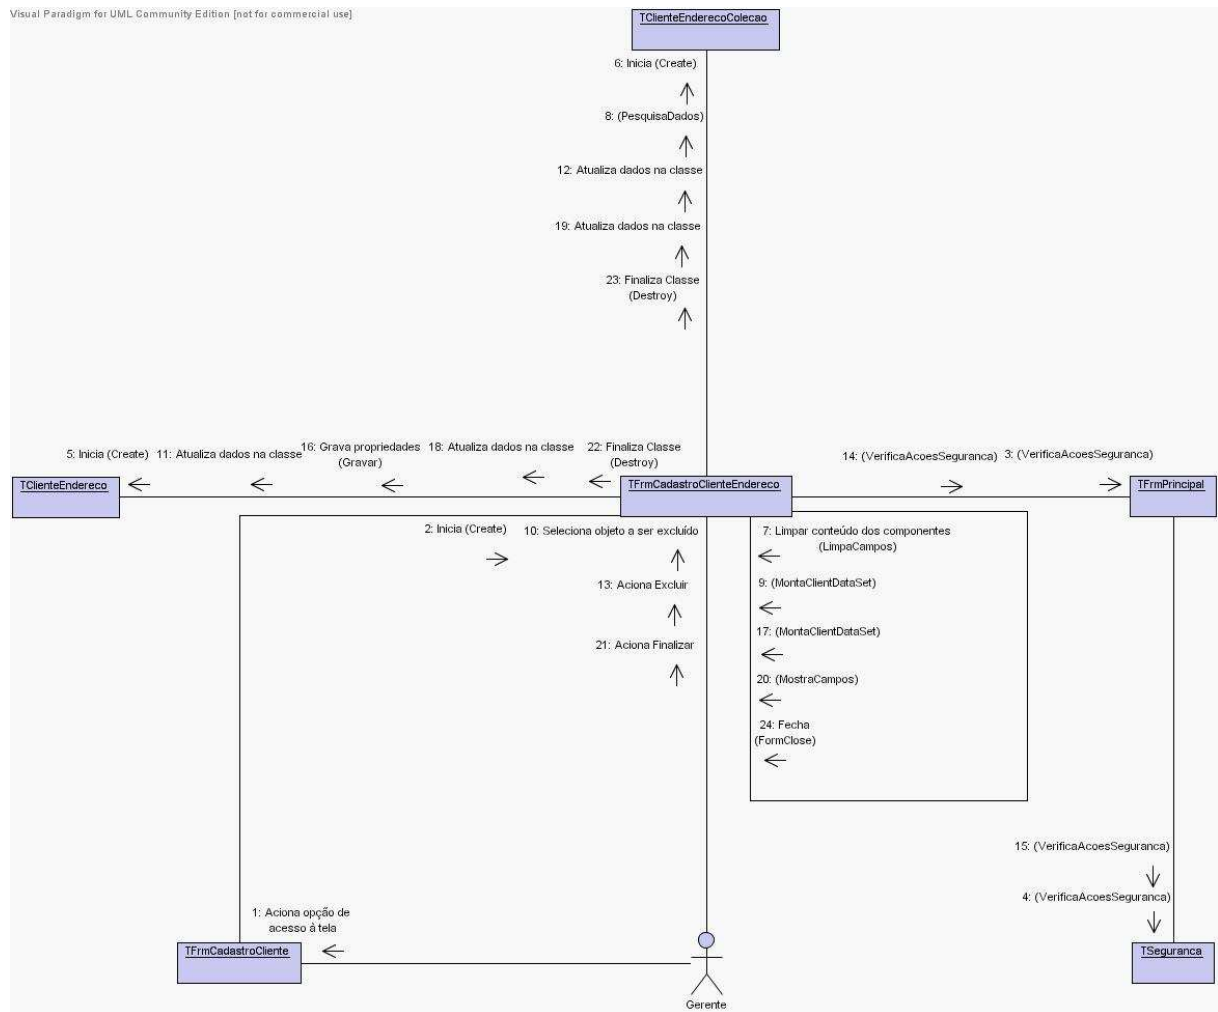 Visual Paradigm for UML Community Edition [not for commercial use]
TClienteEnderecoColecao
6: Inicia (Create)
8: (PesquisaDados)
12: Atualiza dados na classe
19: Atualiza dados na classe
23: Finaliza Classe
(Destroy)
5: Inicia (Create)
11: Atualiza dados na classe
16: Grava propriedades
(Gravar)
18: Atualiza dados na classe
22: Finaliza Classe
(Destroy)
14: (VerificaAcoesSeguranca)
3: (VerificaAcoesSeguranca)
TClienteEndereco
TFrmCadastroClienteEndereco
TFrmPrincipal
2: Inicia (Create)
10: Seleciona objeto a ser excluído
13: Aciona Excluir
21: Aciona Finalizar
7: Limpar conteúdo dos componentes
(LimpaCampos)
9: (MontaClientDataSet)
17: (MontaClientDataSet)
20: (MostraCampos)
24: Fecha
(FormClose)
15: (VerificaAcoesSeguranca)
4: (VerificaAcoesSeguranca)
1: Aciona opção de
acesso à tela
TFrmCadastroCliente
TSeguranca
Gerente